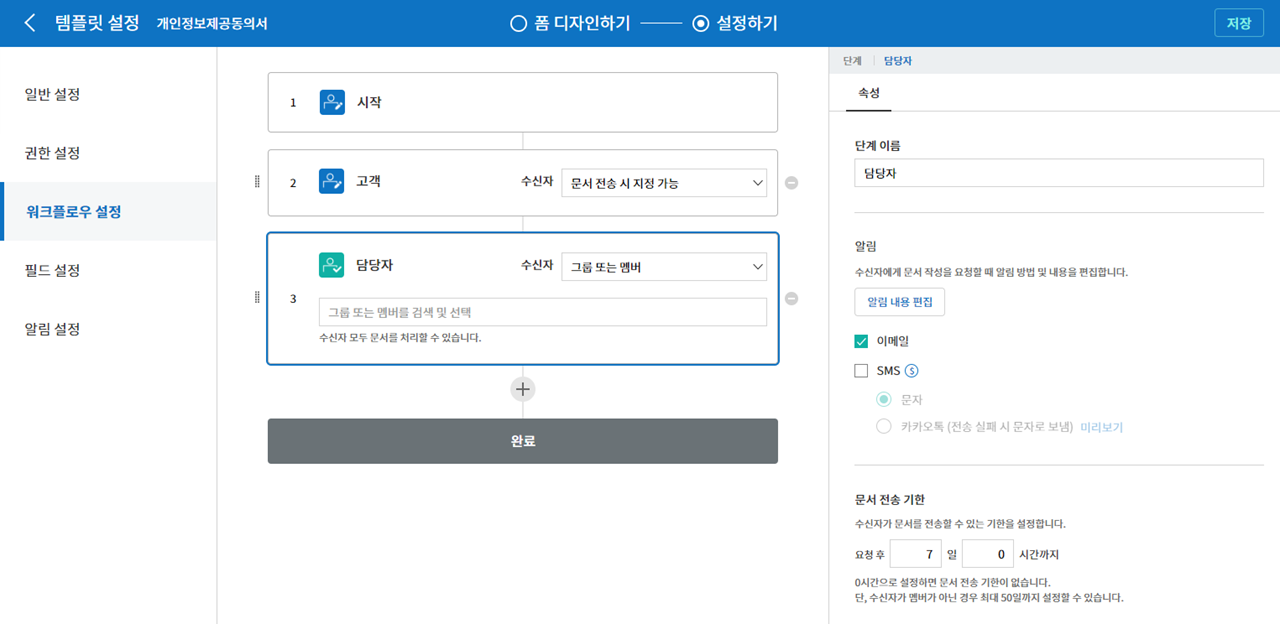 템플릿 설정 개인정보제공동의서 폼 디자인하기 설정하기 저장
일반 설정
권한 설정
워크플로우 설정
필드 설정
알림 설정
1 시작
2 고객 수신자 문서 전송 시 지정 가능
담당자 수신자 그룹 또는 멤버
3
그룹 또는 멤버를 검색 및 선택
수신자 모두 문서를 처리할 수 있습니다.
완료
단계 담당자
속성
단계 이름
담당자
알림
수신자에게 문서 작성을 요청할 때 알림 방법 및 내용을 편집합니다.
알림 내용 편집
이메일
SMS
문자
카카오톡 (전송 실패 시 문자로 보냄) 미리보기
문서 전송 기한
수신자가 문서를 전송할 수 있는 기한을 설정합니다.
요청 후 7 일 0 시간까지
0시간으로 설정하면 문서 전송 기한이 없습니다.
단, 수신자가 멤버가 아닌 경우 최대 50일까지 설정할 수 있습니다.